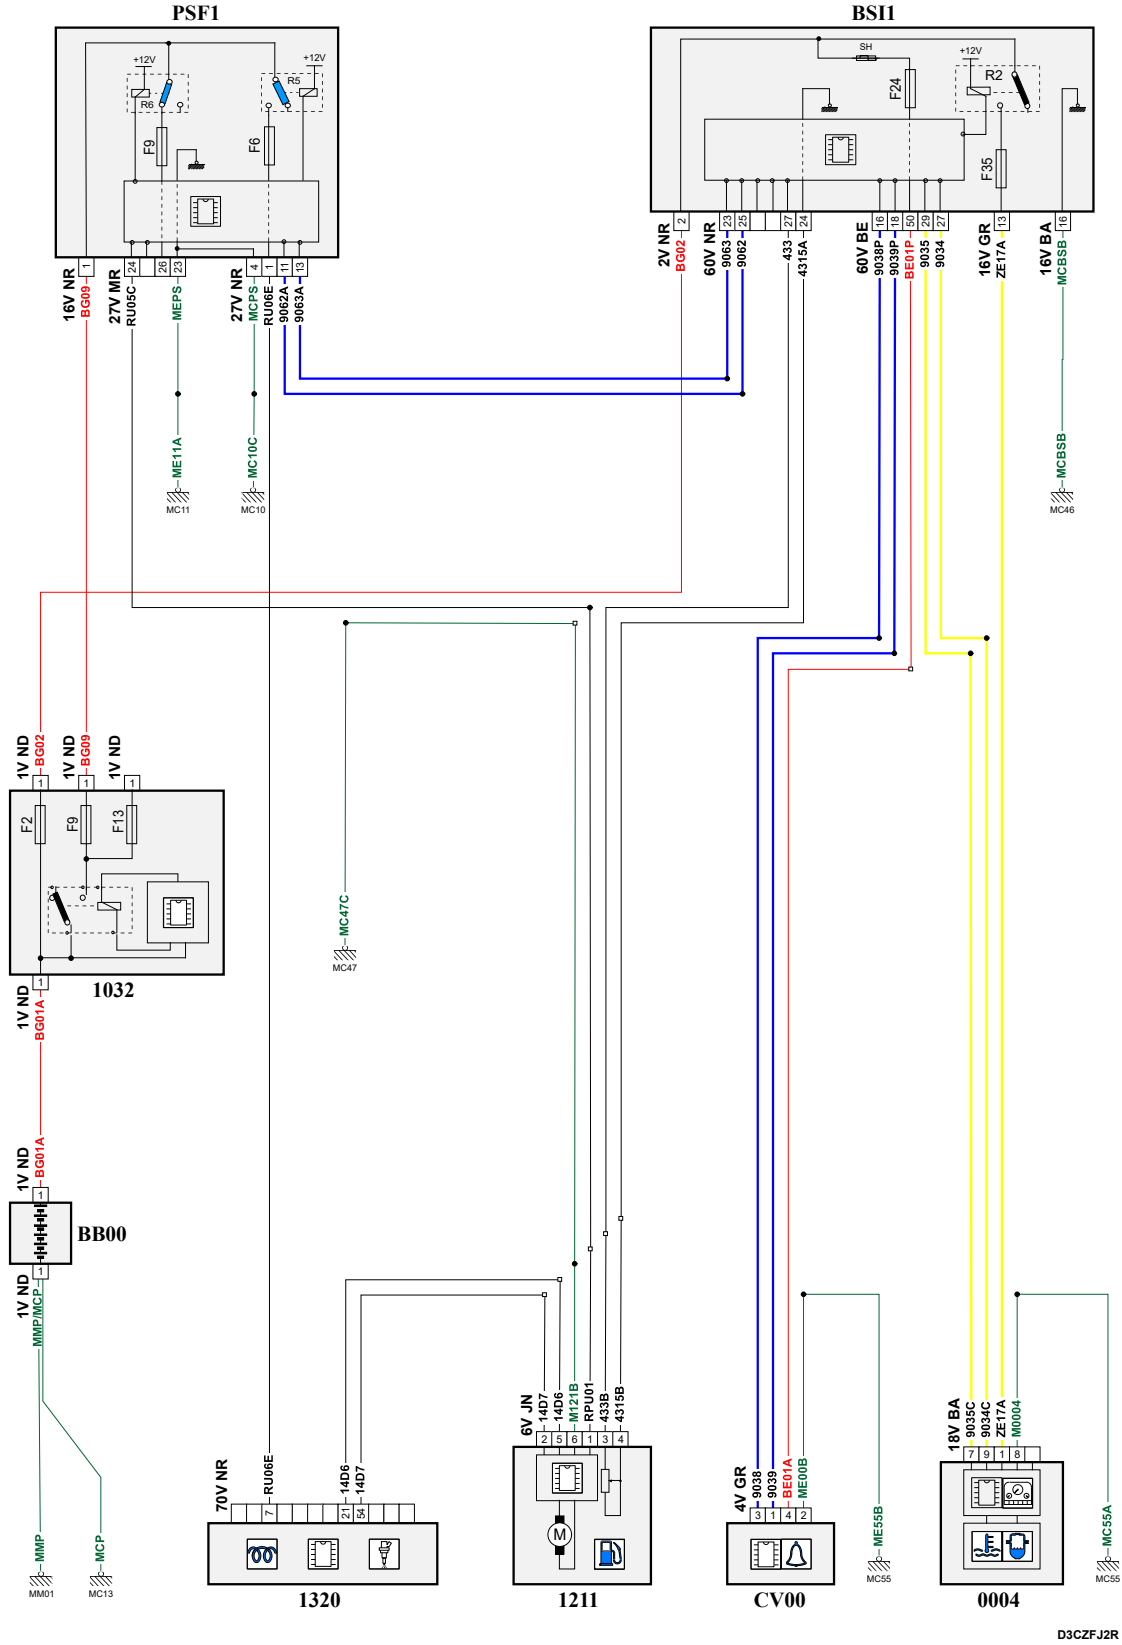 PSF1
BSI1
+12V
R6
R5
+12V
F9
F6
SH
F24
+12V
R2
F35
1
24
26
23
4
1
11
13
16V NR
BG09
27V MR
RU05C
MEPS
27V NR
MCPS
RU06E
9062A
9063A
2
23
25
27
24
16
18
50
29
27
13
16
2V NR
BG02
60V NR
9063
9062
433
4315A
60V BE
9038P
9039P
BE01P
9035
9034
16V GR
ZE17A
16V BA
MCBSB
ME11A
MC11
MC10C
MC10
MCBSB
MC46
1V ND
BG02
1V ND
BG09
1V ND
1
1
1
F2
F9
F13
MC47C
MC47
1
1032
1V ND
BG01A
1V ND
BG01A
1
BB00
1
1V ND
MMP/MCP
MMP
MM01
MCP
MC13
70V NR
RU06E
14D6
14D7
7
21
54
1320
6V JN
14D7
14D6
M121B
RPU01
433B
4315B
2
5
6
1
3
4
M
1211
4V GR
9038
9039
BE01A
ME00B
3
1
4
2
CV00
ME55B
MC55
18V BA
9035C
9034C
ZE17A
M0004
7
9
1
8
0004
MC55A
MC55
D3CZFJ2R